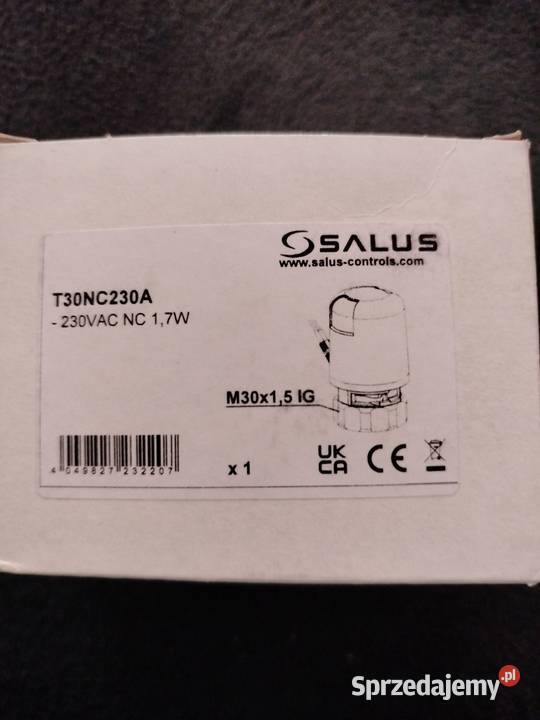 SALUS
www.salus-controls.com
T30NC230A
- 230VAC NC 1,7W
M30x1,5 IG
4 049827 232207
x 1
UK
CA
CE
Sprzedajemy.pl